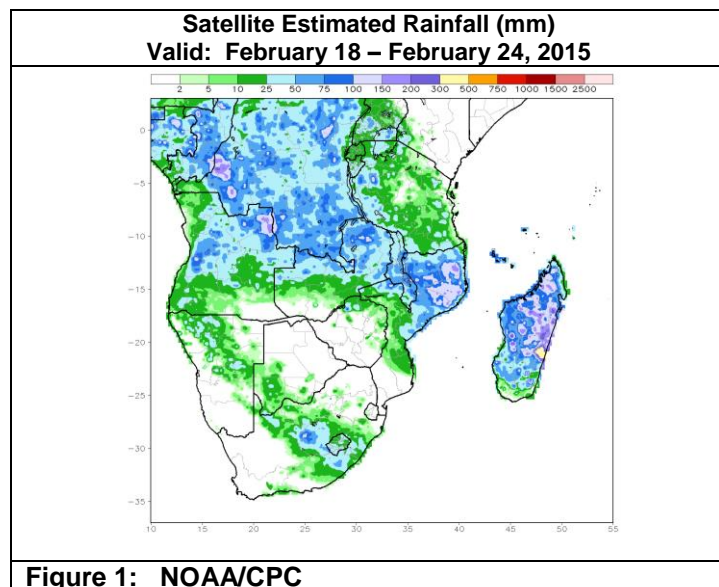 Satellite Estimated Rainfall (mm)
Valid: February 18 – February 24, 2015
2 5 10 25 50 75 100 150 200 300 500 750 1000 1500 2500
0
−5
−10
−15
−20
−25
−30
−35
10 15 20 25 30 35 40 45 50 55
Figure 1: NOAA/CPC